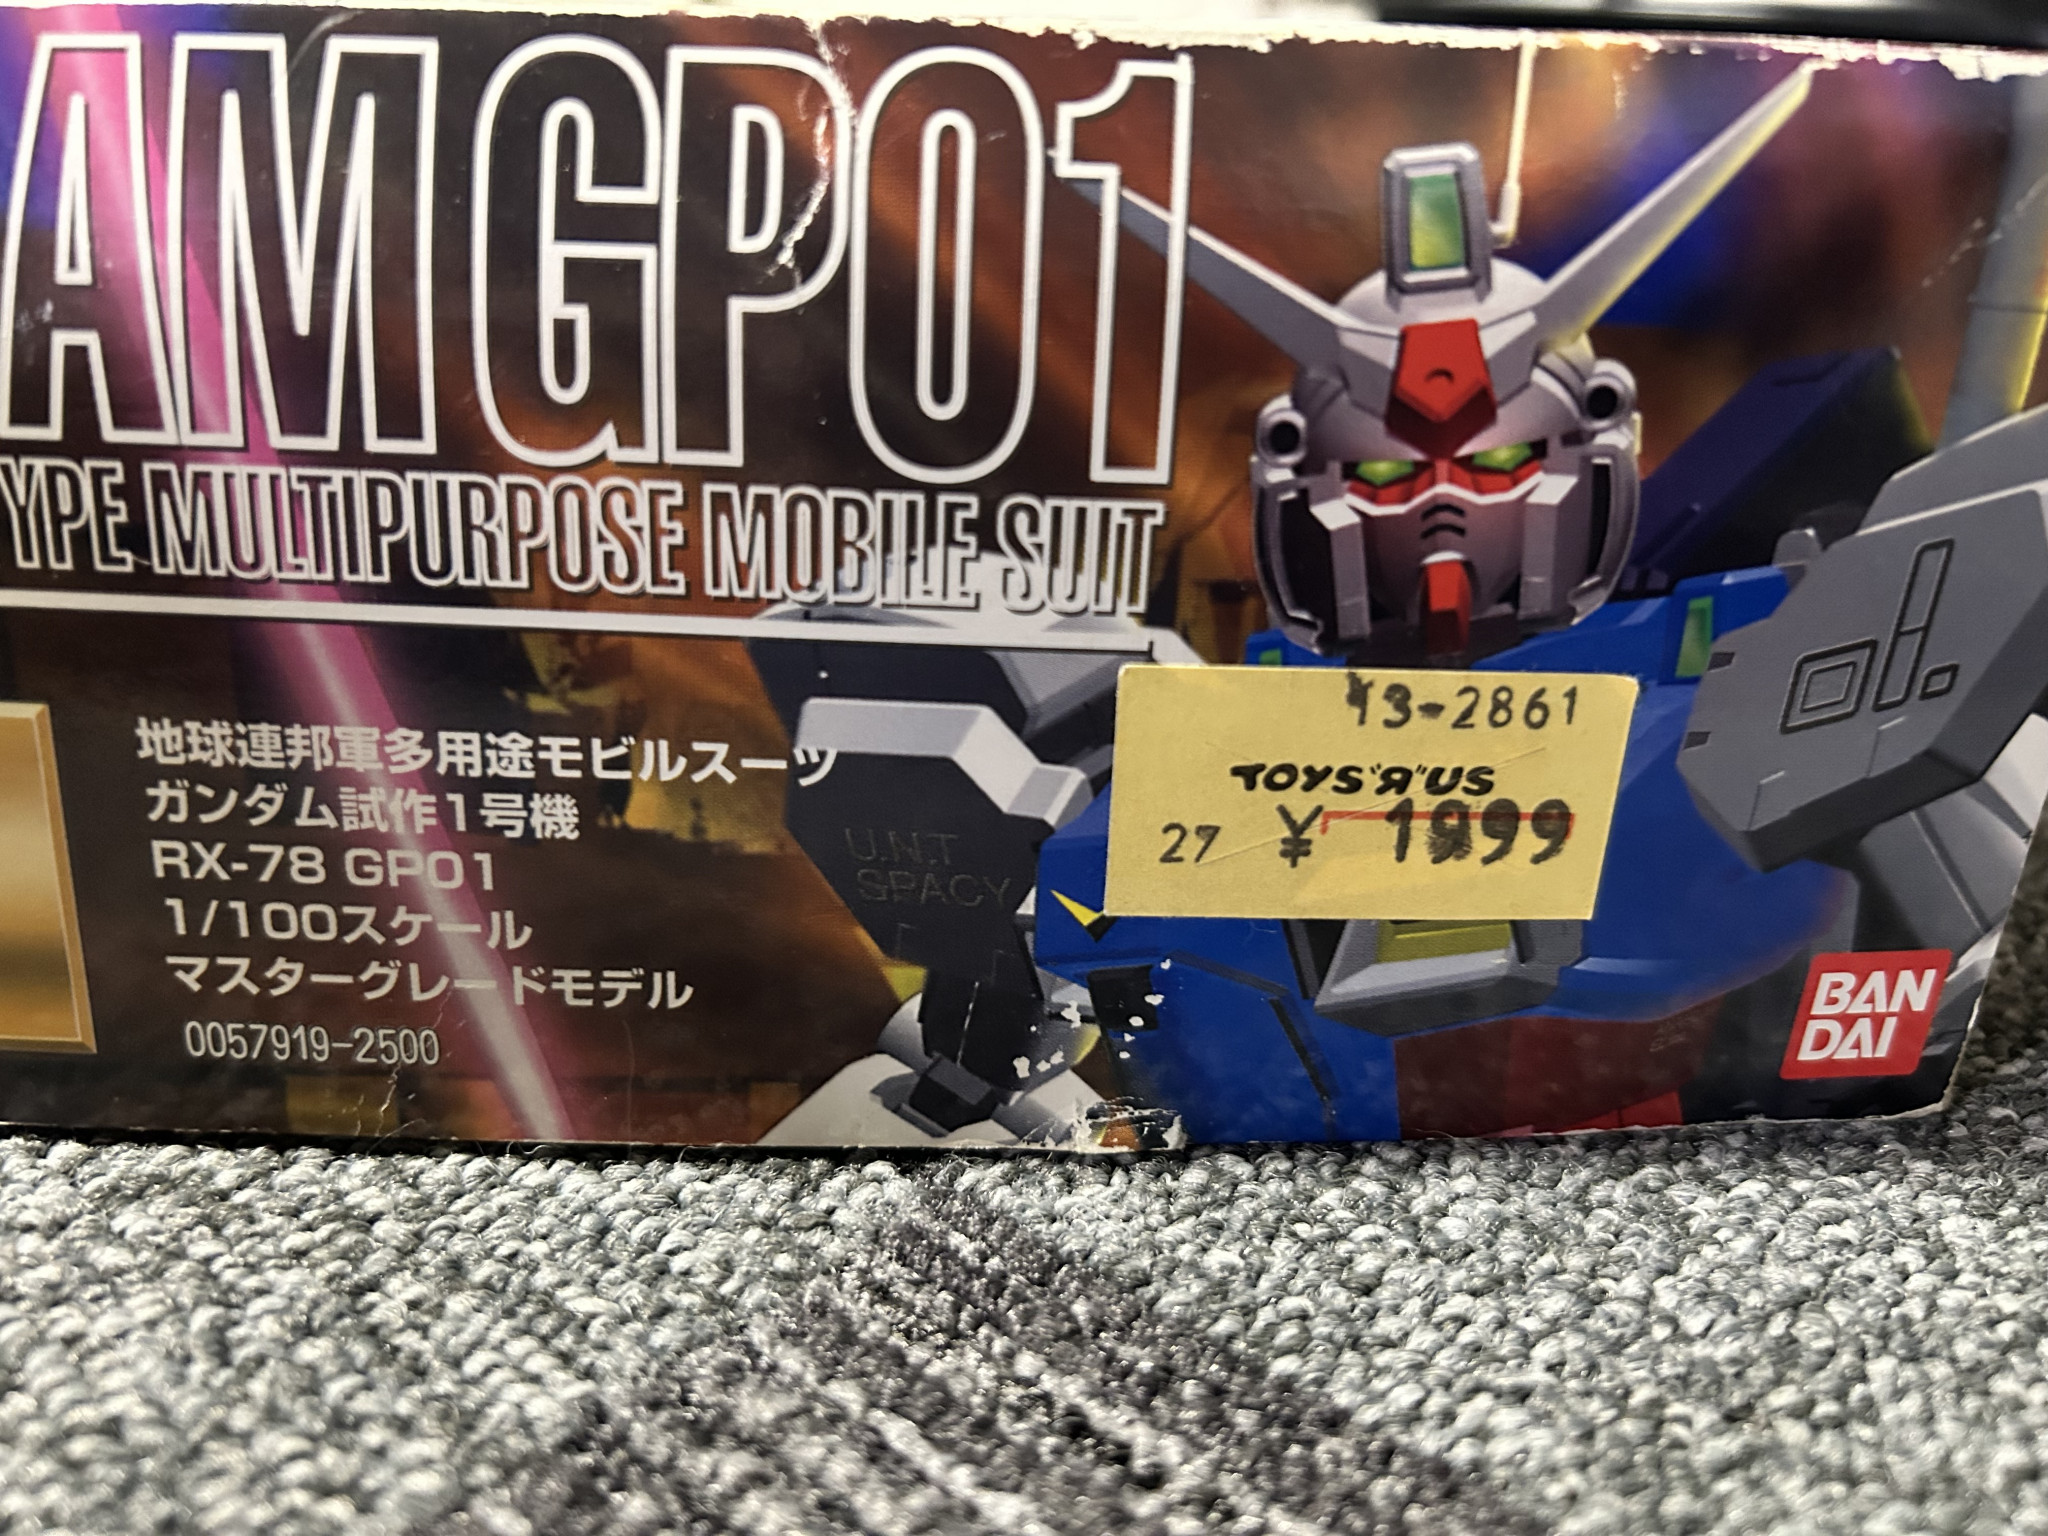 AM GP01
YPE MULTIPURPOSE MOBILE SUIT
地球連邦軍多用途モビルスーツ
ガンダム試作1号機
RX-78 GP01
1/100スケール
マスターグレードモデル
0057919-2500
U.N.T
SPACY
01.
13-2861
TOYS"Я"US
27 ¥ 1999
BAN
DAI